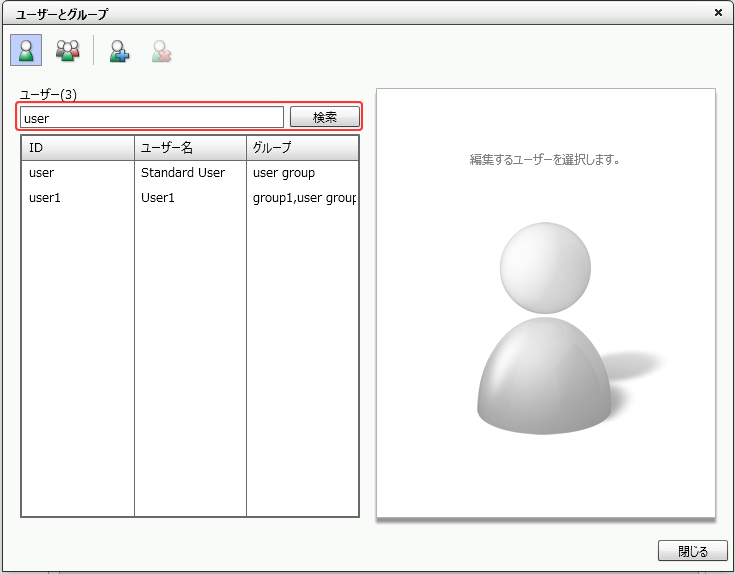 ユーザーとグループ
ユーザー(3)
user 検索
ID ユーザー名 グループ
user Standard User user group
user1 User1 group1,user group
編集するユーザーを選択します。
閉じる